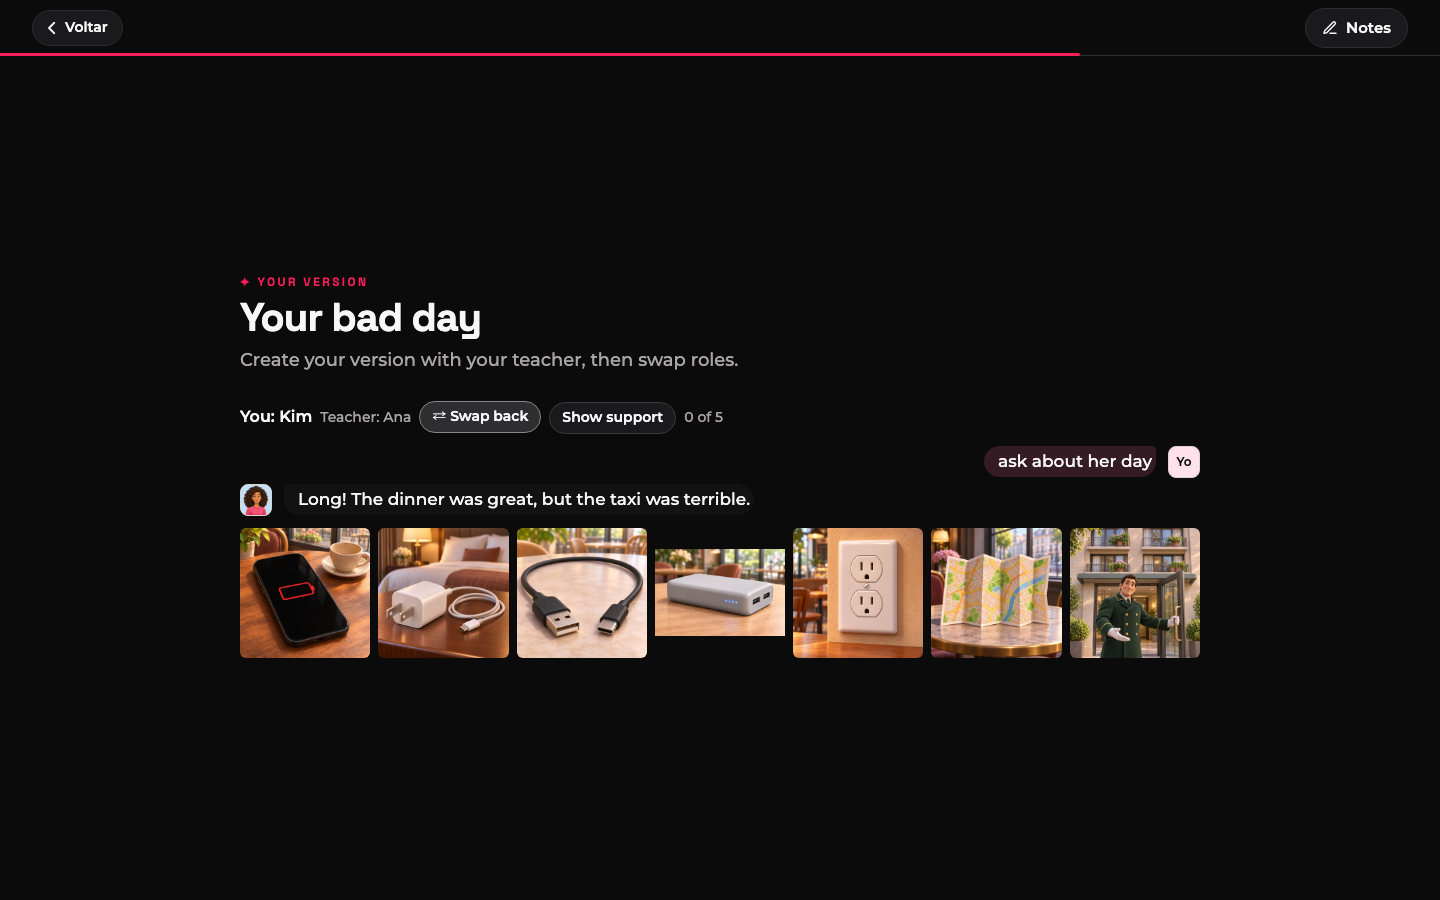 Voltar
Notes
✦ YOUR VERSION
Your bad day
Create your version with your teacher, then swap roles.
You: Kim Teacher: Ana ⇄ Swap back Show support 0 of 5
ask about her day Yo
Long! The dinner was great, but the taxi was terrible.